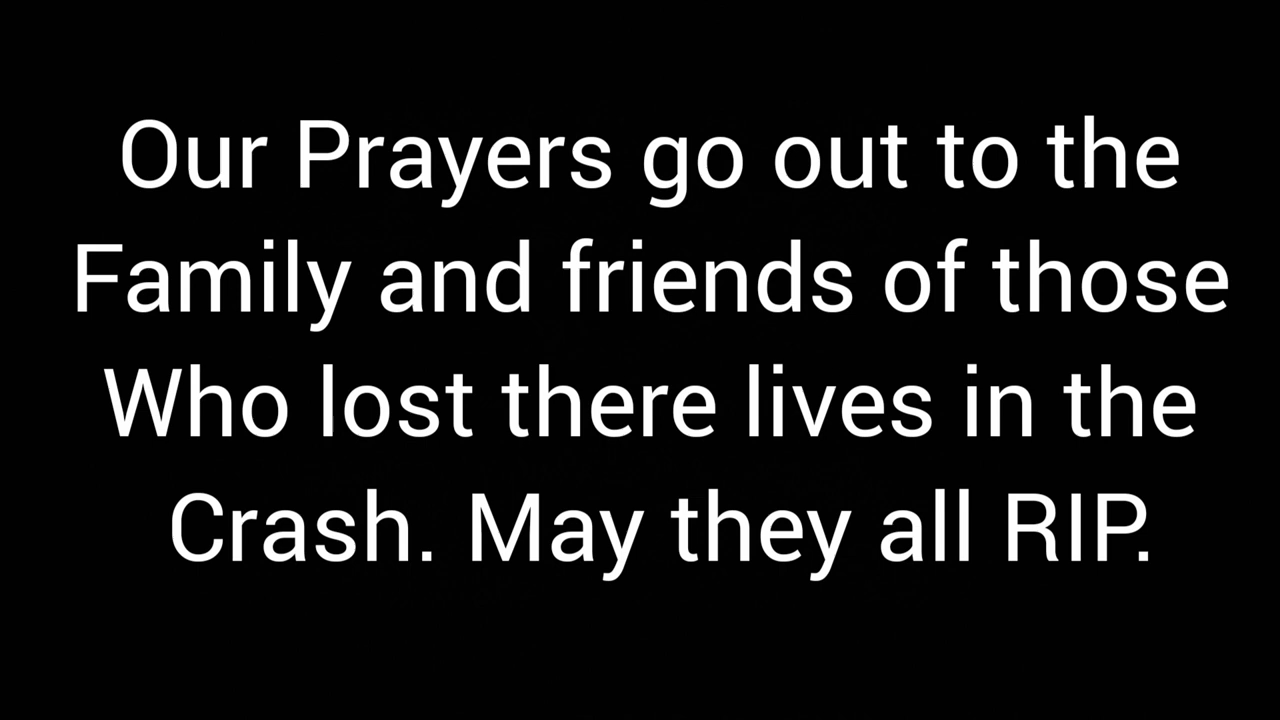 Our Prayers go out to the
Family and friends of those
Who lost there lives in the
Crash. May they all RIP.